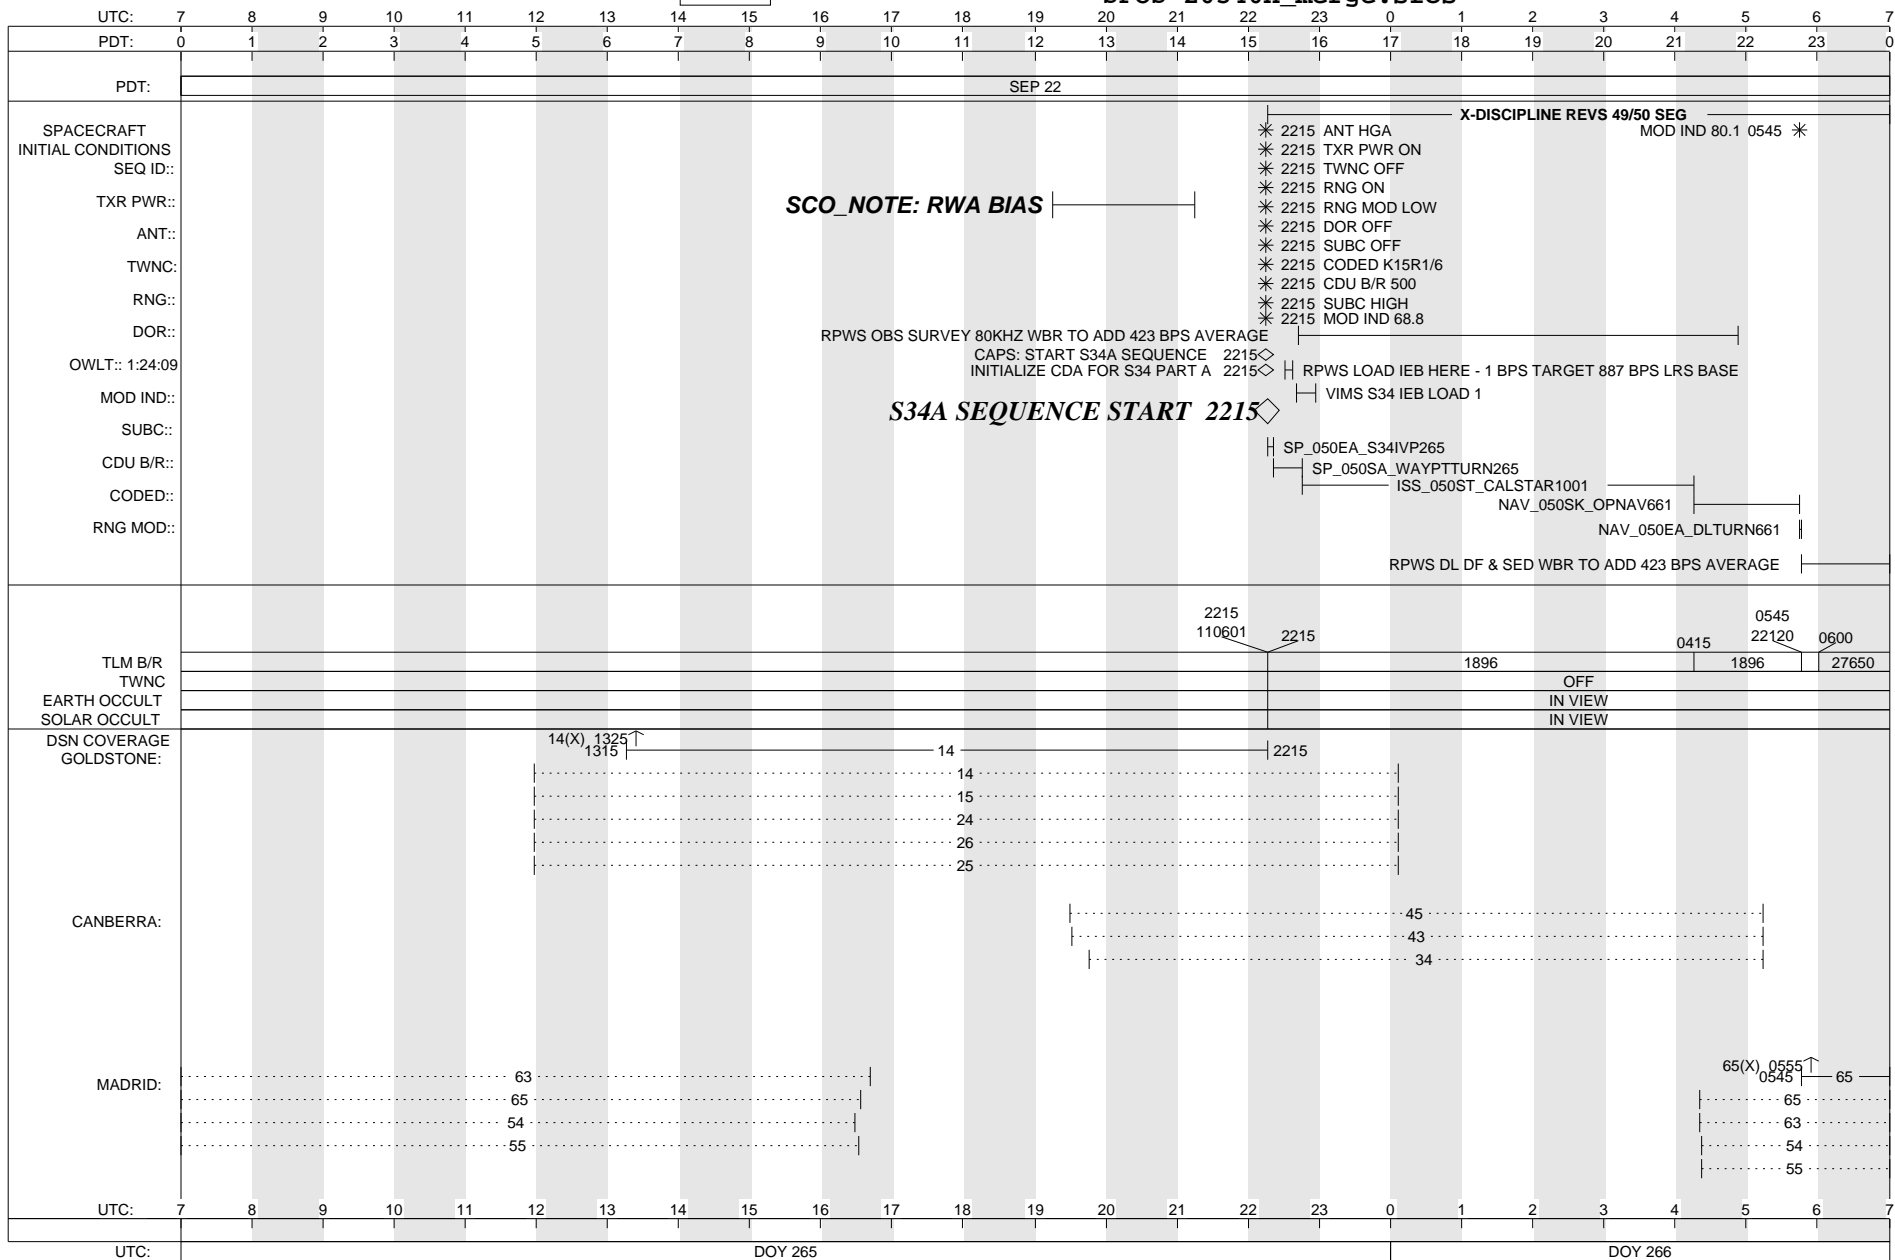 UTC: 7 8 9 10 11 12 13 14 15 16 17 18 19 20 21 22 23 0 1 2 3 4 5 6 7
PDT: 0 1 2 3 4 5 6 7 8 9 10 11 12 13 14 15 16 17 18 19 20 21 22 23 0
PDT: SEP 22
X-DISCIPLINE REVS 49/50 SEG
SPACECRAFT
INITIAL CONDITIONS
SEQ ID::
TXR PWR::
ANT::
TWNC:
RNG::
DOR::
OWLT:: 1:24:09
MOD IND::
SUBC::
CDU B/R::
CODED::
RNG MOD::
2215 ANT HGA
MOD IND 80.1 0545
2215 TXR PWR ON
2215 TWNC OFF
2215 RNG ON
SCO_NOTE: RWA BIAS
2215 RNG MOD LOW
2215 DOR OFF
2215 SUBC OFF
2215 CODED K15R1/6
2215 CDU B/R 500
2215 SUBC HIGH
2215 MOD IND 68.8
RPWS OBS SURVEY 80KHZ WBR TO ADD 423 BPS AVERAGE
CAPS: START S34A SEQUENCE 2215
INITIALIZE CDA FOR S34 PART A 2215
RPWS LOAD IEB HERE - 1 BPS TARGET 887 BPS LRS BASE
VIMS S34 IEB LOAD 1
S34A SEQUENCE START 2215
SP_050EA_S34IVP265
SP_050SA_WAYPTTURN265
ISS_050ST_CALSTAR1001
NAV_050SK_OPNAV661
NAV_050EA_DLTURN661
RPWS DL DF & SED WBR TO ADD 423 BPS AVERAGE
2215 0545
110601 2215 0415 22120 0600
TLM B/R 1896 1896 27650
TWNC OFF
EARTH OCCULT IN VIEW
SOLAR OCCULT IN VIEW
DSN COVERAGE
GOLDSTONE:
14(X) 1325
1315 14 2215
14
15
24
26
25
CANBERRA:
45
43
34
MADRID:
65(X) 0555
0545 65
63
65
54
55
65
63
54
55
UTC: 7 8 9 10 11 12 13 14 15 16 17 18 19 20 21 22 23 0 1 2 3 4 5 6 7
UTC: DOY 265 DOY 266